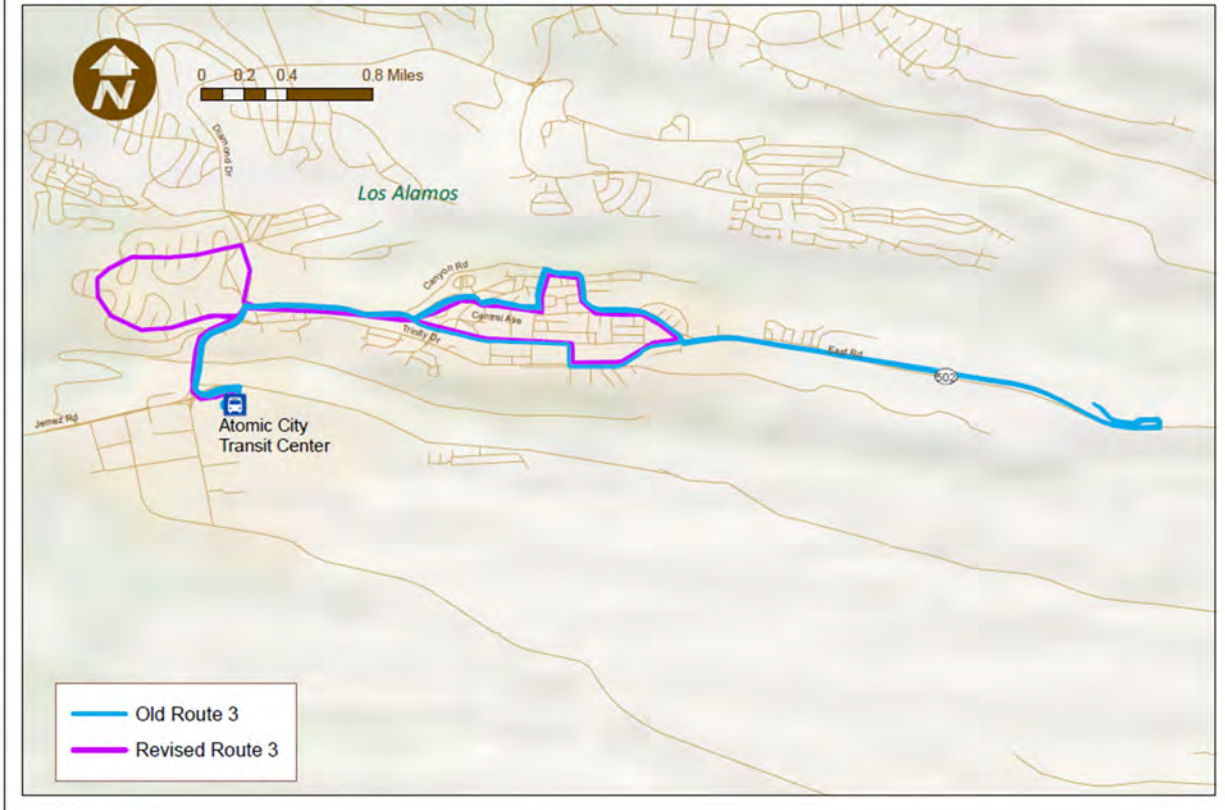 N
0 0.2 0.4 0.8 Miles
Diamond Dr
Los Alamos
Canyon Rd
Central Ave
Trinity Dr
East Rd
502
Jemez Rd
Atomic City
Transit Center
Old Route 3
Revised Route 3